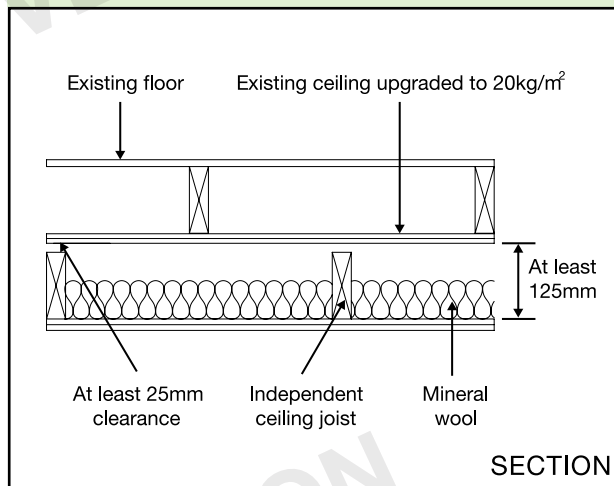 Existing floor
Existing ceiling upgraded to 20kg/m²
At least
125mm
At least 25mm
clearance
Independent
ceiling joist
Mineral
wool
SECTION